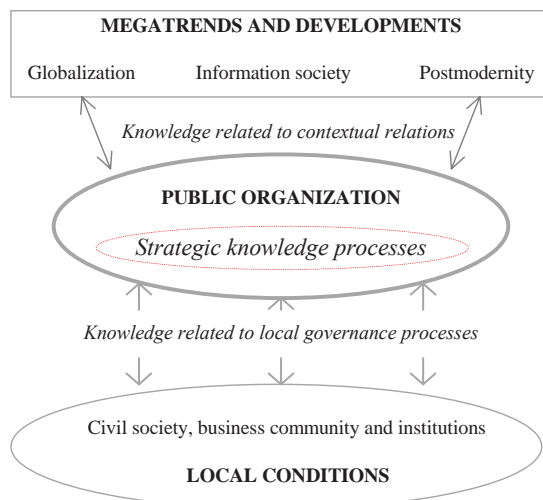 MEGATRENDS AND DEVELOPMENTS
Globalization Information society Postmodernity
Knowledge related to contextual relations
PUBLIC ORGANIZATION
Strategic knowledge processes
Knowledge related to local governance processes
Civil society, business community and institutions
LOCAL CONDITIONS